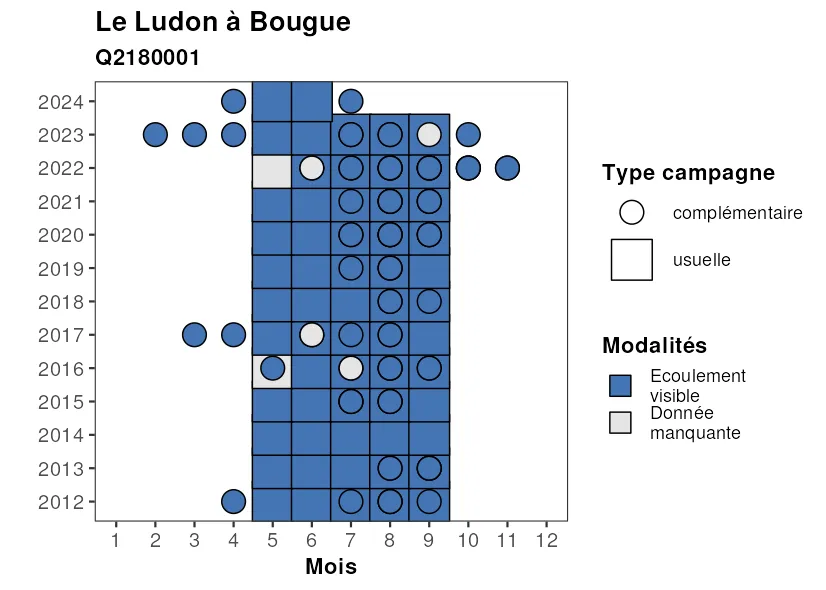 Le Ludon à Bougue
Q2180001
2024
2023
2022
2021
2020
2019
2018
2017
2016
2015
2014
2013
2012
1 2 3 4 5 6 7 8 9 10 11 12
Mois
Type campagne
complémentaire
usuelle
Modalités
Ecoulement
visible
Donnée
manquante